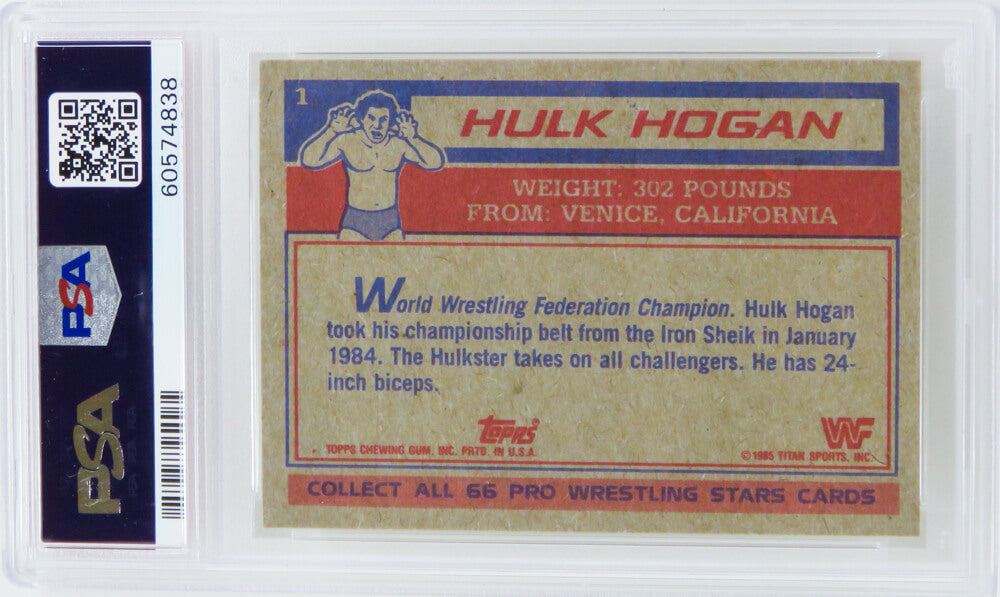 60574838
PSA
PSA
1
HULK HOGAN
WEIGHT: 302 POUNDS
FROM: VENICE, CALIFORNIA
World Wrestling Federation Champion. Hulk Hogan
took his championship belt from the Iron Sheik in January
1984. The Hulkster takes on all challengers. He has 24-
inch biceps.
TOPPS®
WF
TOPPS CHEWING GUM, INC. PRTD. IN U.S.A.
©1985 TITAN SPORTS, INC.
COLLECT ALL 66 PRO WRESTLING STARS CARDS